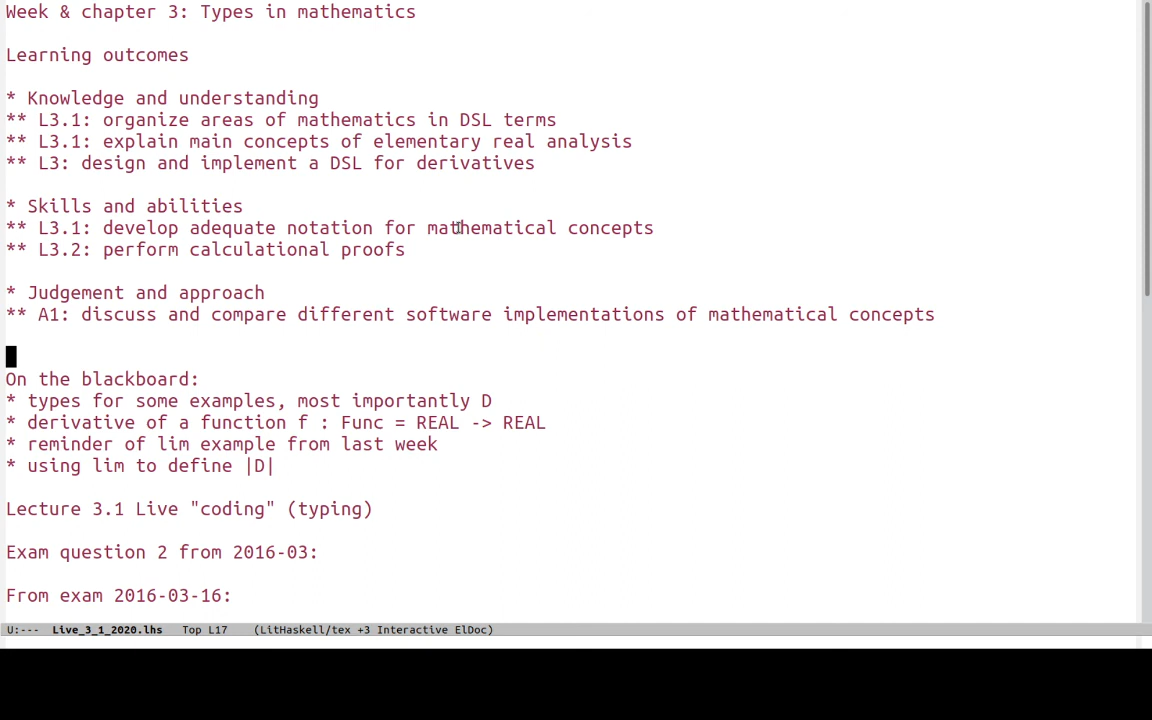 Week & chapter 3: Types in mathematics
Learning outcomes
* Knowledge and understanding
** L3.1: organize areas of mathematics in DSL terms
** L3.1: explain main concepts of elementary real analysis
** L3: design and implement a DSL for derivatives
* Skills and abilities
** L3.1: develop adequate notation for mathematical concepts
** L3.2: perform calculational proofs
* Judgement and approach
** A1: discuss and compare different software implementations of mathematical concepts
On the blackboard:
* types for some examples, most importantly D
* derivative of a function f : Func = REAL -> REAL
* reminder of lim example from last week
* using lim to define |D|
Lecture 3.1 Live "coding" (typing)
Exam question 2 from 2016-03:
From exam 2016-03-16:
U:--- Live_3_1_2020.lhs Top L17 (LitHaskell/tex +3 Interactive ElDoc)